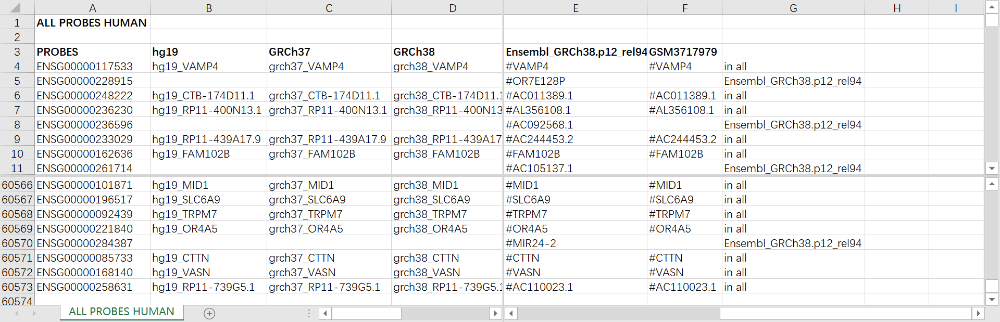 A B C D E F G H I
1 ALL PROBES HUMAN
2
3 PROBES hg19 GRCh37 GRCh38 Ensembl_GRCh38.p12_rel94 GSM3717979
4 ENSG00000117533 hg19_VAMP4 grch37_VAMP4 grch38_VAMP4 #VAMP4 #VAMP4 in all
5 ENSG00000228915 #OR7E128P Ensembl_GRCh38.p12_rel94
6 ENSG00000248222 hg19_CTB-174D11.1 grch37_CTB-174D11.1 grch38_CTB-174D11.1 #AC011389.1 #AC011389.1 in all
7 ENSG00000236230 hg19_RP11-400N13.1 grch37_RP11-400N13.1 grch38_RP11-400N13 #AL356108.1 #AL356108.1 in all
8 ENSG00000236596 #AC092568.1 Ensembl_GRCh38.p12_rel94
9 ENSG00000233029 hg19_RP11-439A17.9 grch37_RP11-439A17.9 grch38_RP11-439A17 #AC244453.2 #AC244453.2 in all
10 ENSG00000162636 hg19_FAM102B grch37_FAM102B grch38_FAM102B #FAM102B #FAM102B in all
11 ENSG00000261714 #AC105137.1 Ensembl_GRCh38.p12_rel94
60566 ENSG00000101871 hg19_MID1 grch37_MID1 grch38_MID1 #MID1 #MID1 in all
60567 ENSG00000196517 hg19_SLC6A9 grch37_SLC6A9 grch38_SLC6A9 #SLC6A9 #SLC6A9 in all
60568 ENSG00000092439 hg19_TRPM7 grch37_TRPM7 grch38_TRPM7 #TRPM7 #TRPM7 in all
60569 ENSG00000221840 hg19_OR4A5 grch37_OR4A5 grch38_OR4A5 #OR4A5 #OR4A5 in all
60570 ENSG00000284387 #MIR24-2 Ensembl_GRCh38.p12_rel94
60571 ENSG00000085733 hg19_CTTN grch37_CTTN grch38_CTTN #CTTN #CTTN in all
60572 ENSG00000168140 hg19_VASN grch37_VASN grch38_VASN #VASN #VASN in all
60573 ENSG00000258631 hg19_RP11-739G5.1 grch37_RP11-739G5.1 grch38_RP11-739G5.1 #AC110023.1 #AC110023.1 in all
60574
ALL PROBES HUMAN